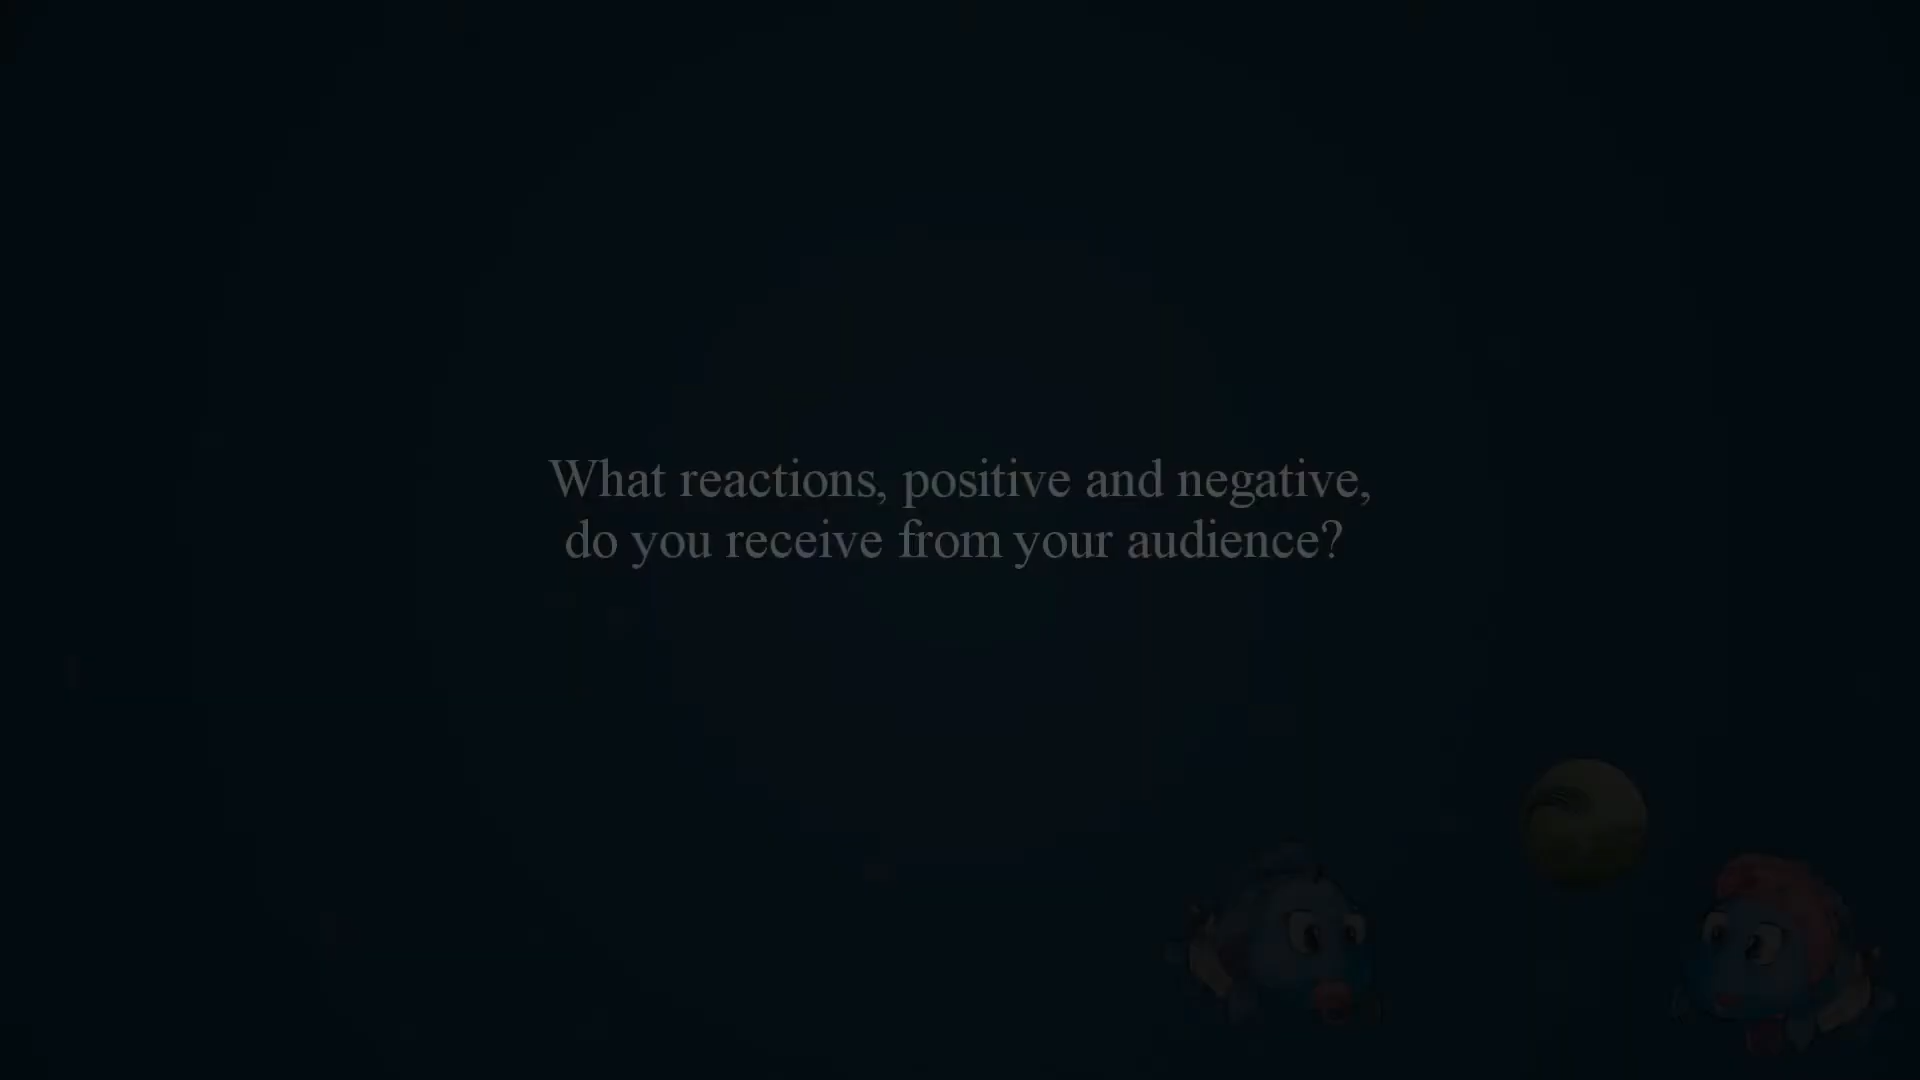 What reactions, positive and negative,
do you receive from your audience?